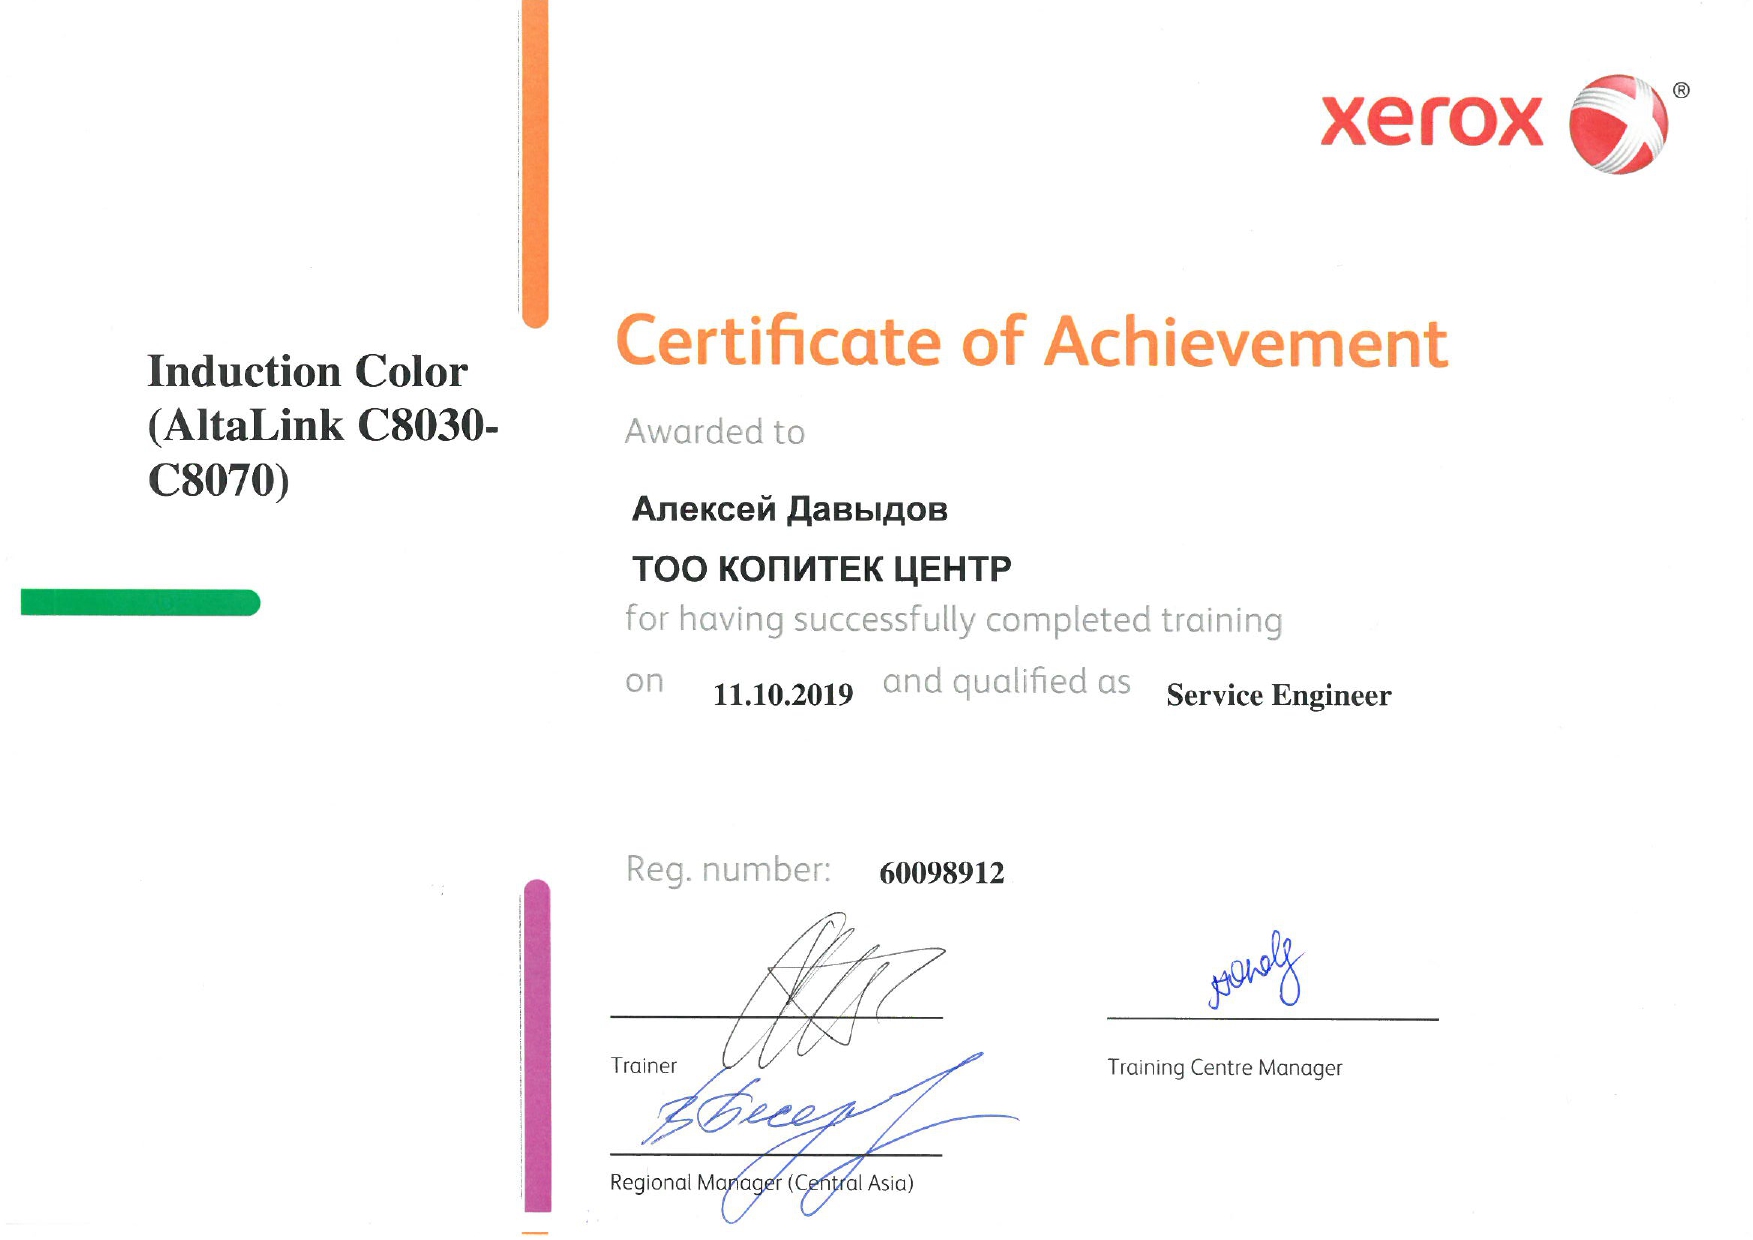 xerox ®
Induction Color
(AltaLink C8030-
C8070)
Certificate of Achievement
Awarded to
Алексей Давыдов
ТОО КОПИТЕК ЦЕНТР
for having successfully completed training
on 11.10.2019 and qualified as Service Engineer
Reg. number: 60098912
Trainer
Training Centre Manager
Regional Manager (Central Asia)